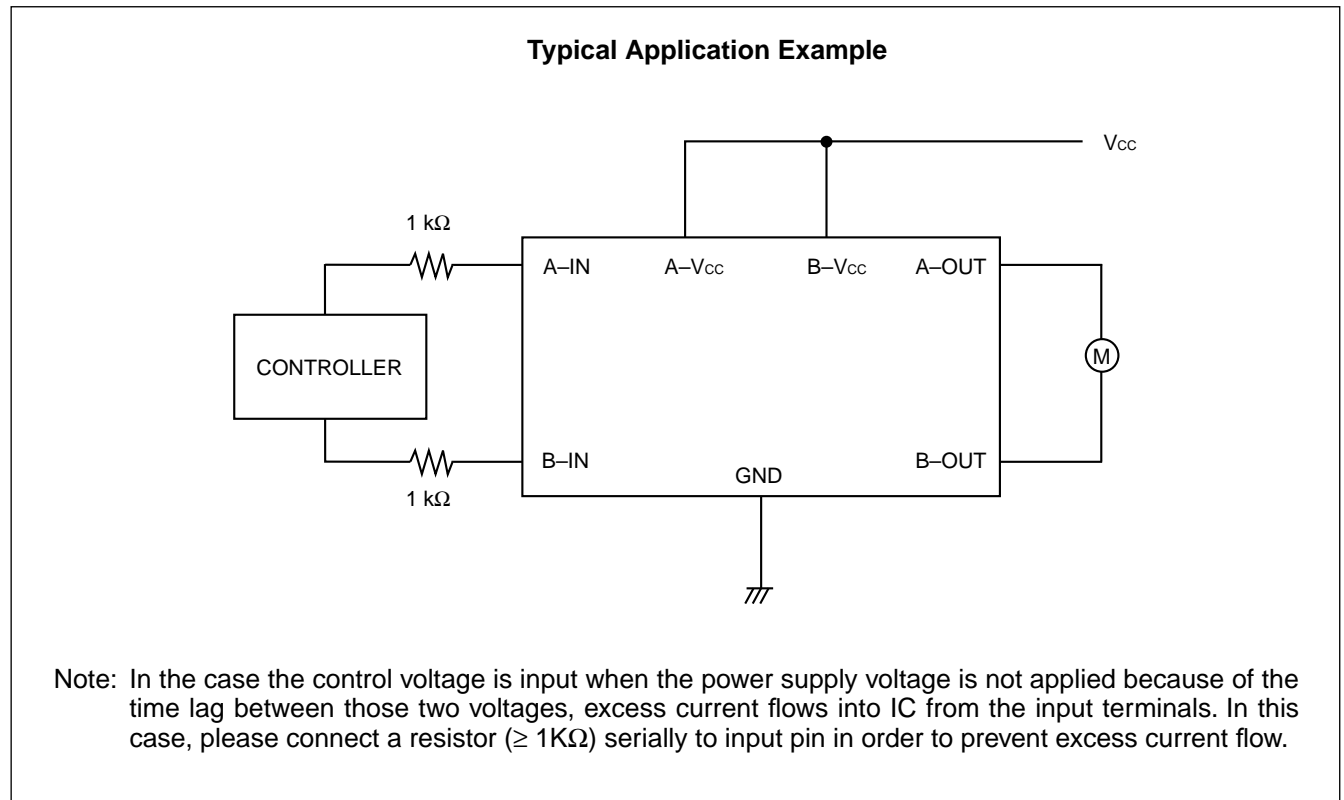 Typical Application Example
Vcc
1 kΩ
A–IN
A–Vcc
B–Vcc
A–OUT
CONTROLLER
M
B–IN
GND
B–OUT
1 kΩ
Note: In the case the control voltage is input when the power supply voltage is not applied because of the
time lag between those two voltages, excess current flows into IC from the input terminals. In this
case, please connect a resistor (≥ 1KΩ) serially to input pin in order to prevent excess current flow.